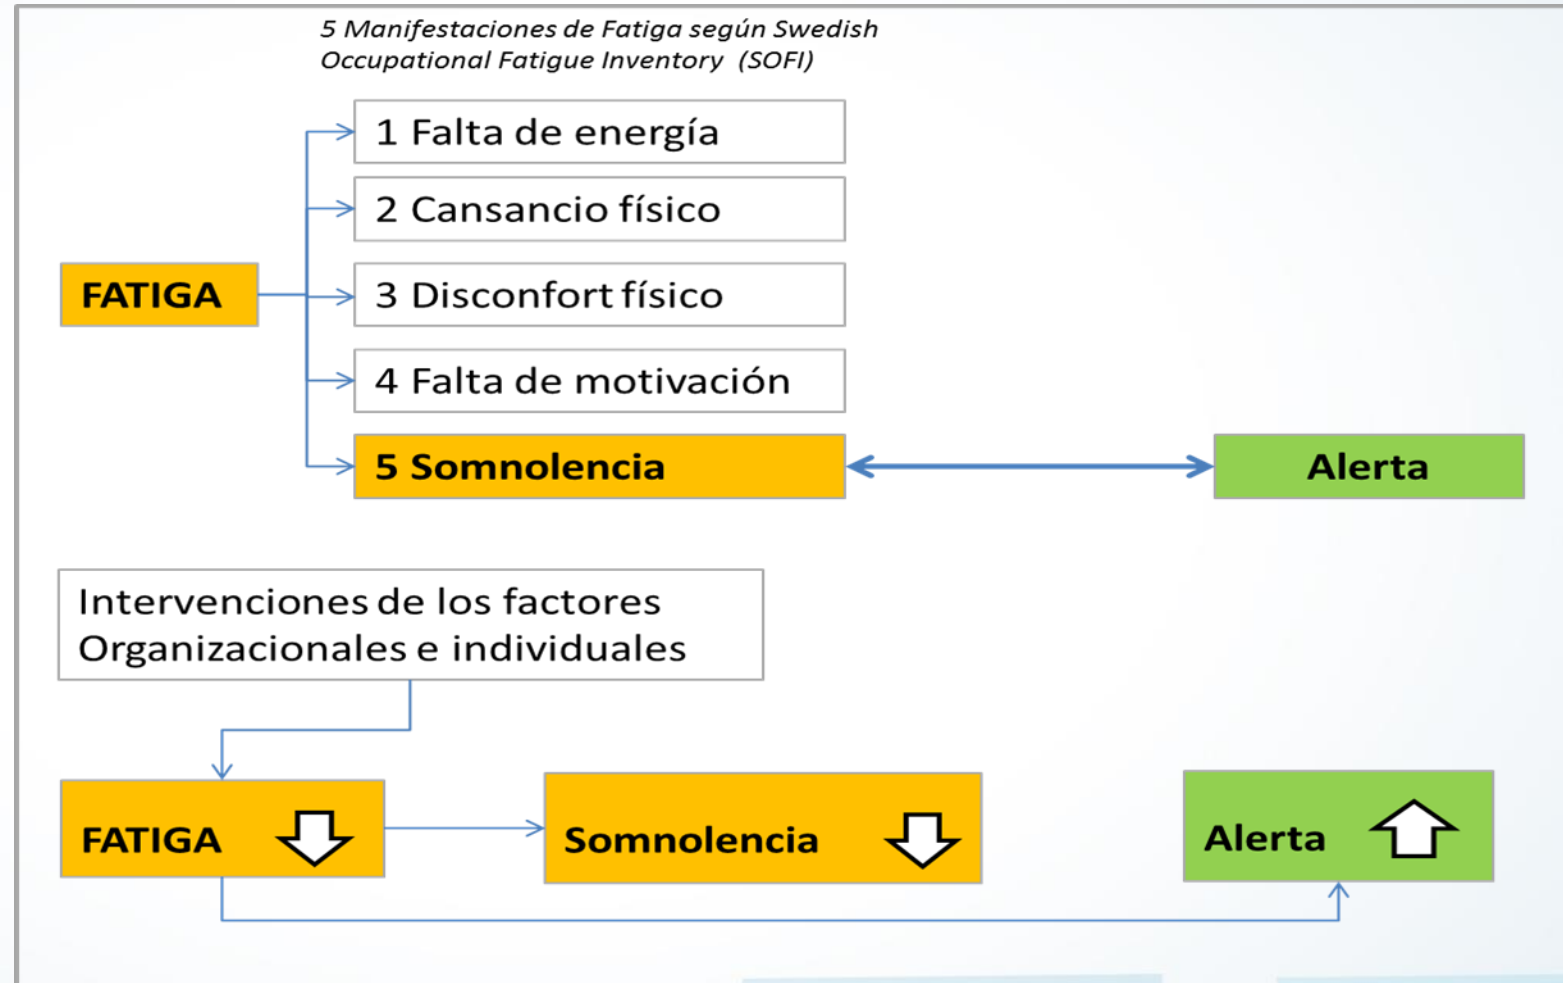 5 Manifestaciones de Fatiga según Swedish
Occupational Fatigue Inventory (SOFI)
1 Falta de energía
2 Cansancio físico
FATIGA
3 Disconfort físico
4 Falta de motivación
5 Somnolencia
Alerta
Intervenciones de los factores
Organizacionales e individuales
FATIGA
Somnolencia
Alerta